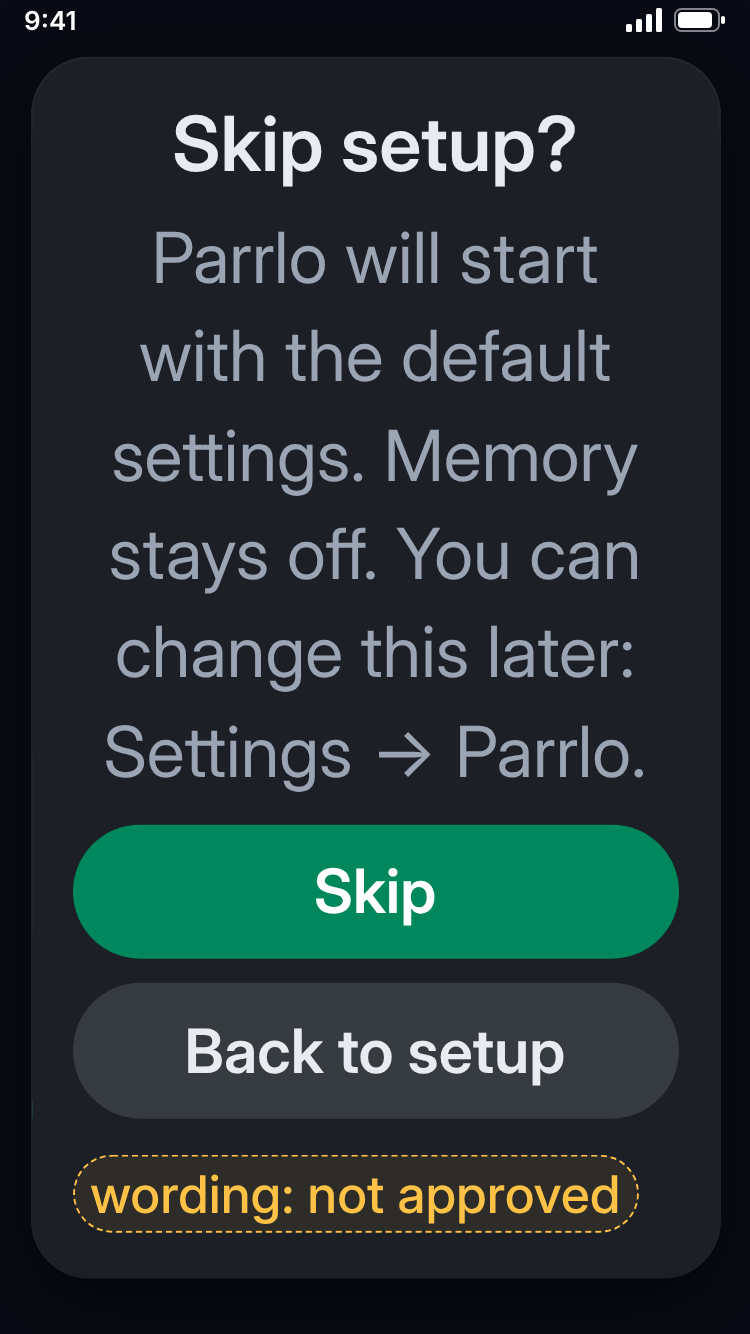 9:41
Skip setup?
Parrlo will start
with the default
settings. Memory
stays off. You can
change this later:
Settings → Parrlo.
Skip
Back to setup
wording: not approved